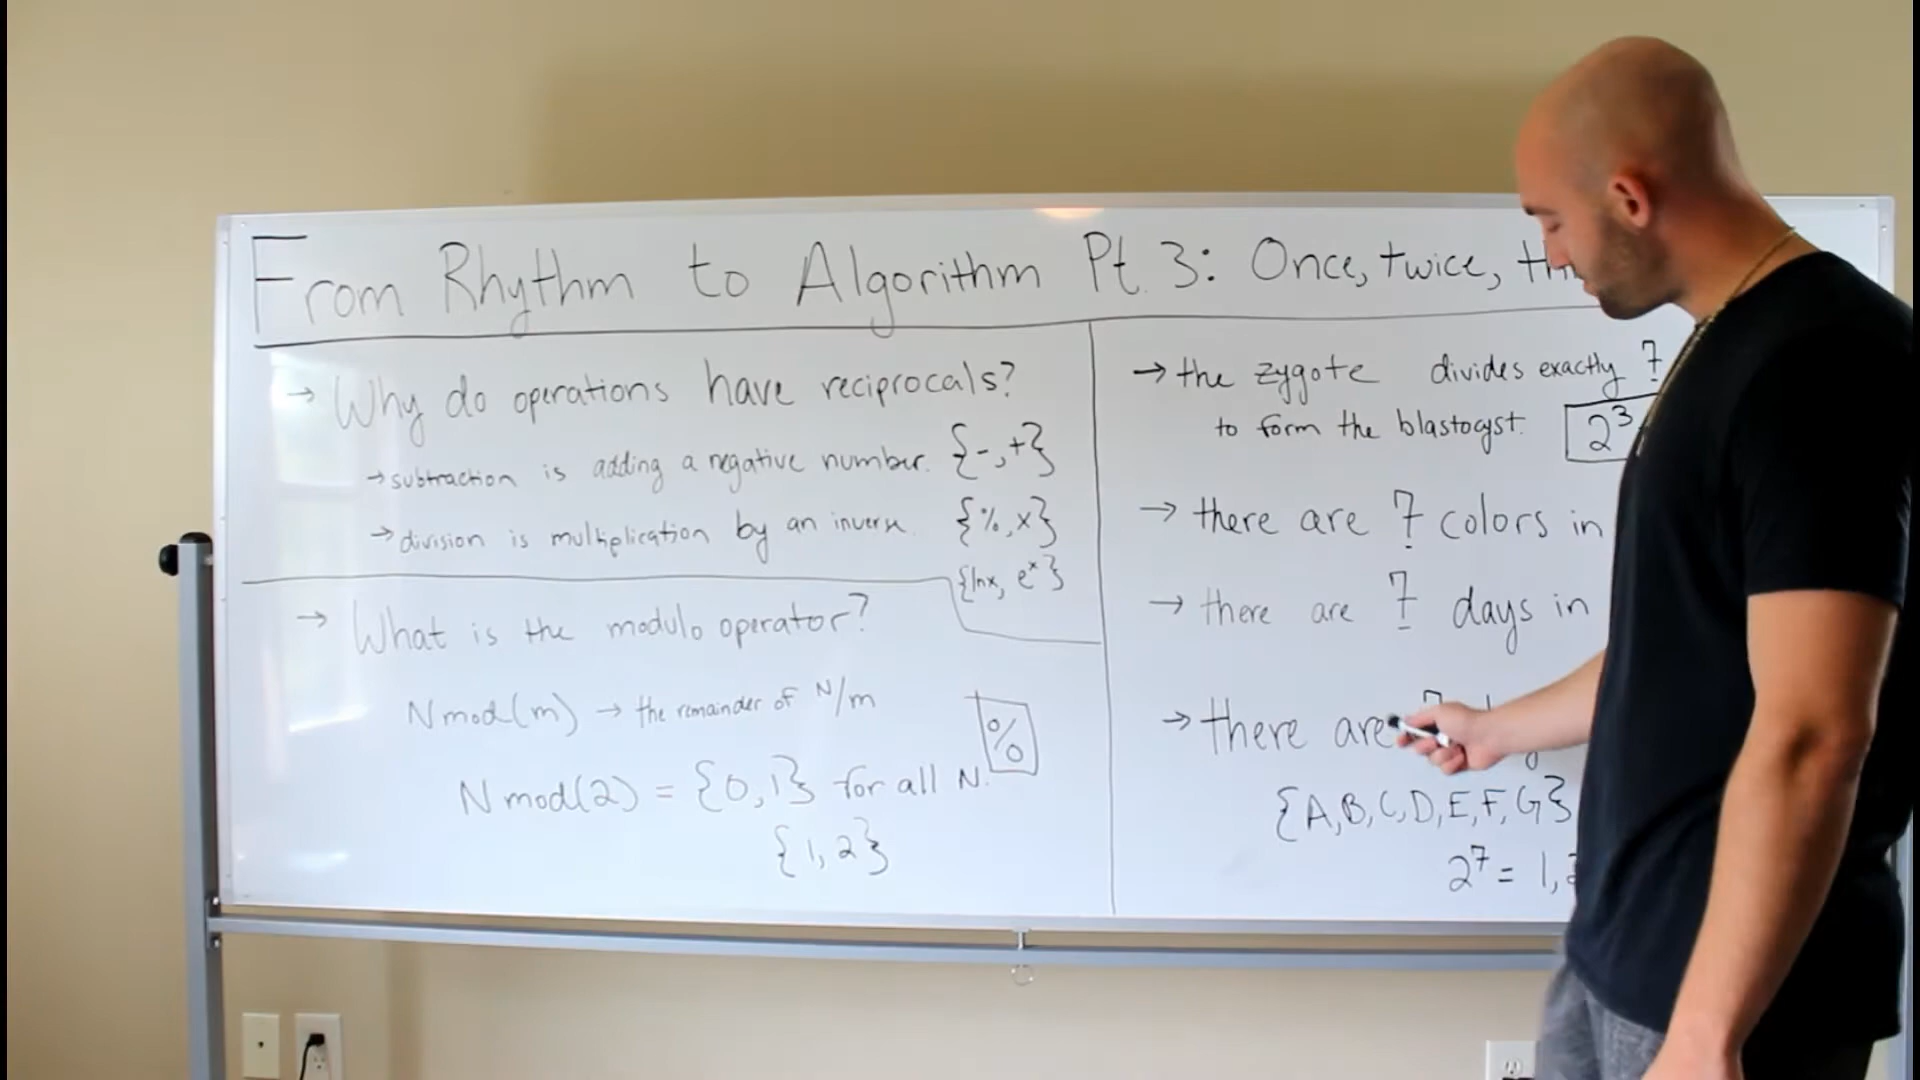 From Rhythm to Algorithm Pt. 3: Once, twice, th
→ Why do operations have reciprocals?
→ subtraction is adding a negative number. {-,+}
→ division is multiplication by an inverse. {%, x}
{lnx, eˣ}
→ What is the modulo operator?
N mod(m) → the remainder of N/m
%
N mod(2) = {0,1} for all N.
{1,2}
→ the zygote divides exactly 7
to form the blastocyst. 2³
→ there are 7 colors in
→ there are 7 days in
→ there are 7
{A,B,C,D,E,F,G}
2⁷ = 1,2